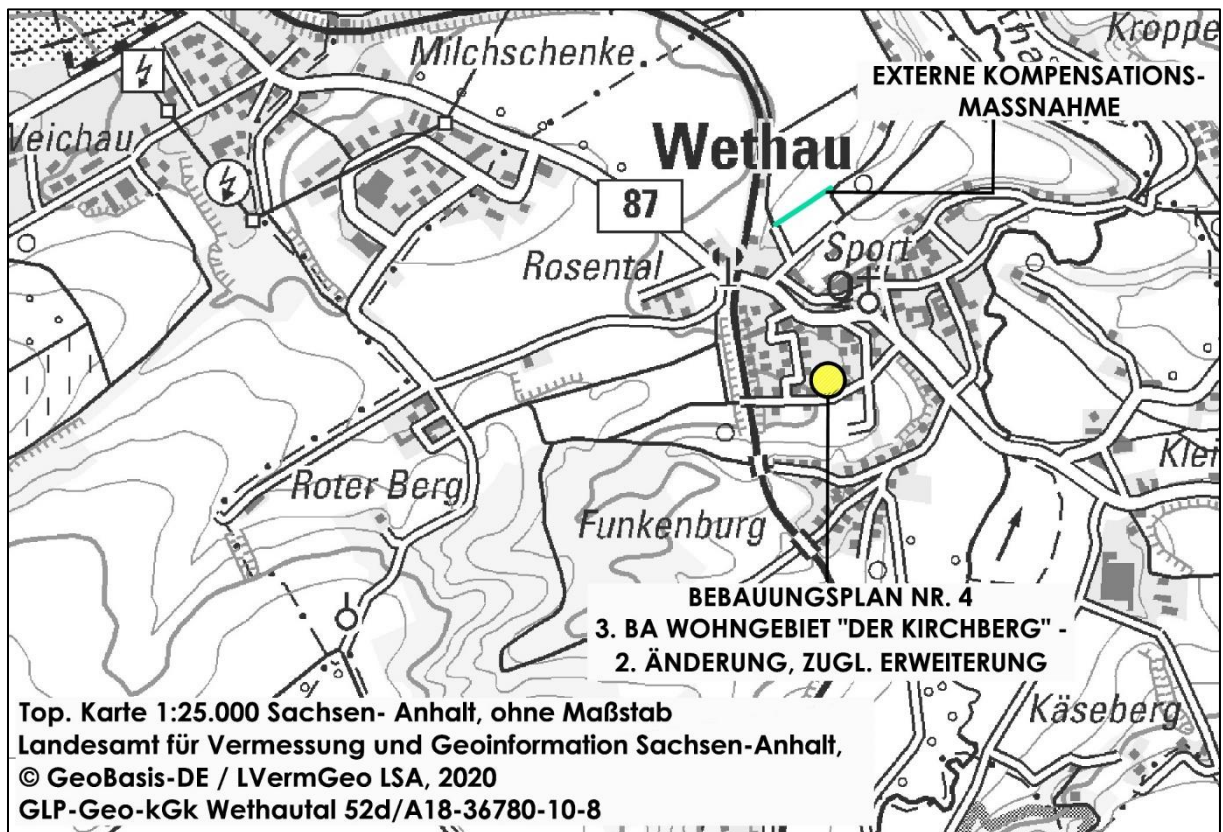 Milchschenke
Kroppe
EXTERNE KOMPENSATIONS-
MASSNAHME
Veichau
Wethau
87
Rosental
Sport
Roter Berg
Funkenburg
Klei
BEBAUUNGSPLAN NR. 4
3. BA WOHNGEBIET "DER KIRCHBERG" -
2. ÄNDERUNG, ZUGL. ERWEITERUNG
Käseberg
Top. Karte 1:25.000 Sachsen- Anhalt, ohne Maßstab
Landesamt für Vermessung und Geoinformation Sachsen-Anhalt,
© GeoBasis-DE / LVermGeo LSA, 2020
GLP-Geo-kGk Wethautal 52d/A18-36780-10-8